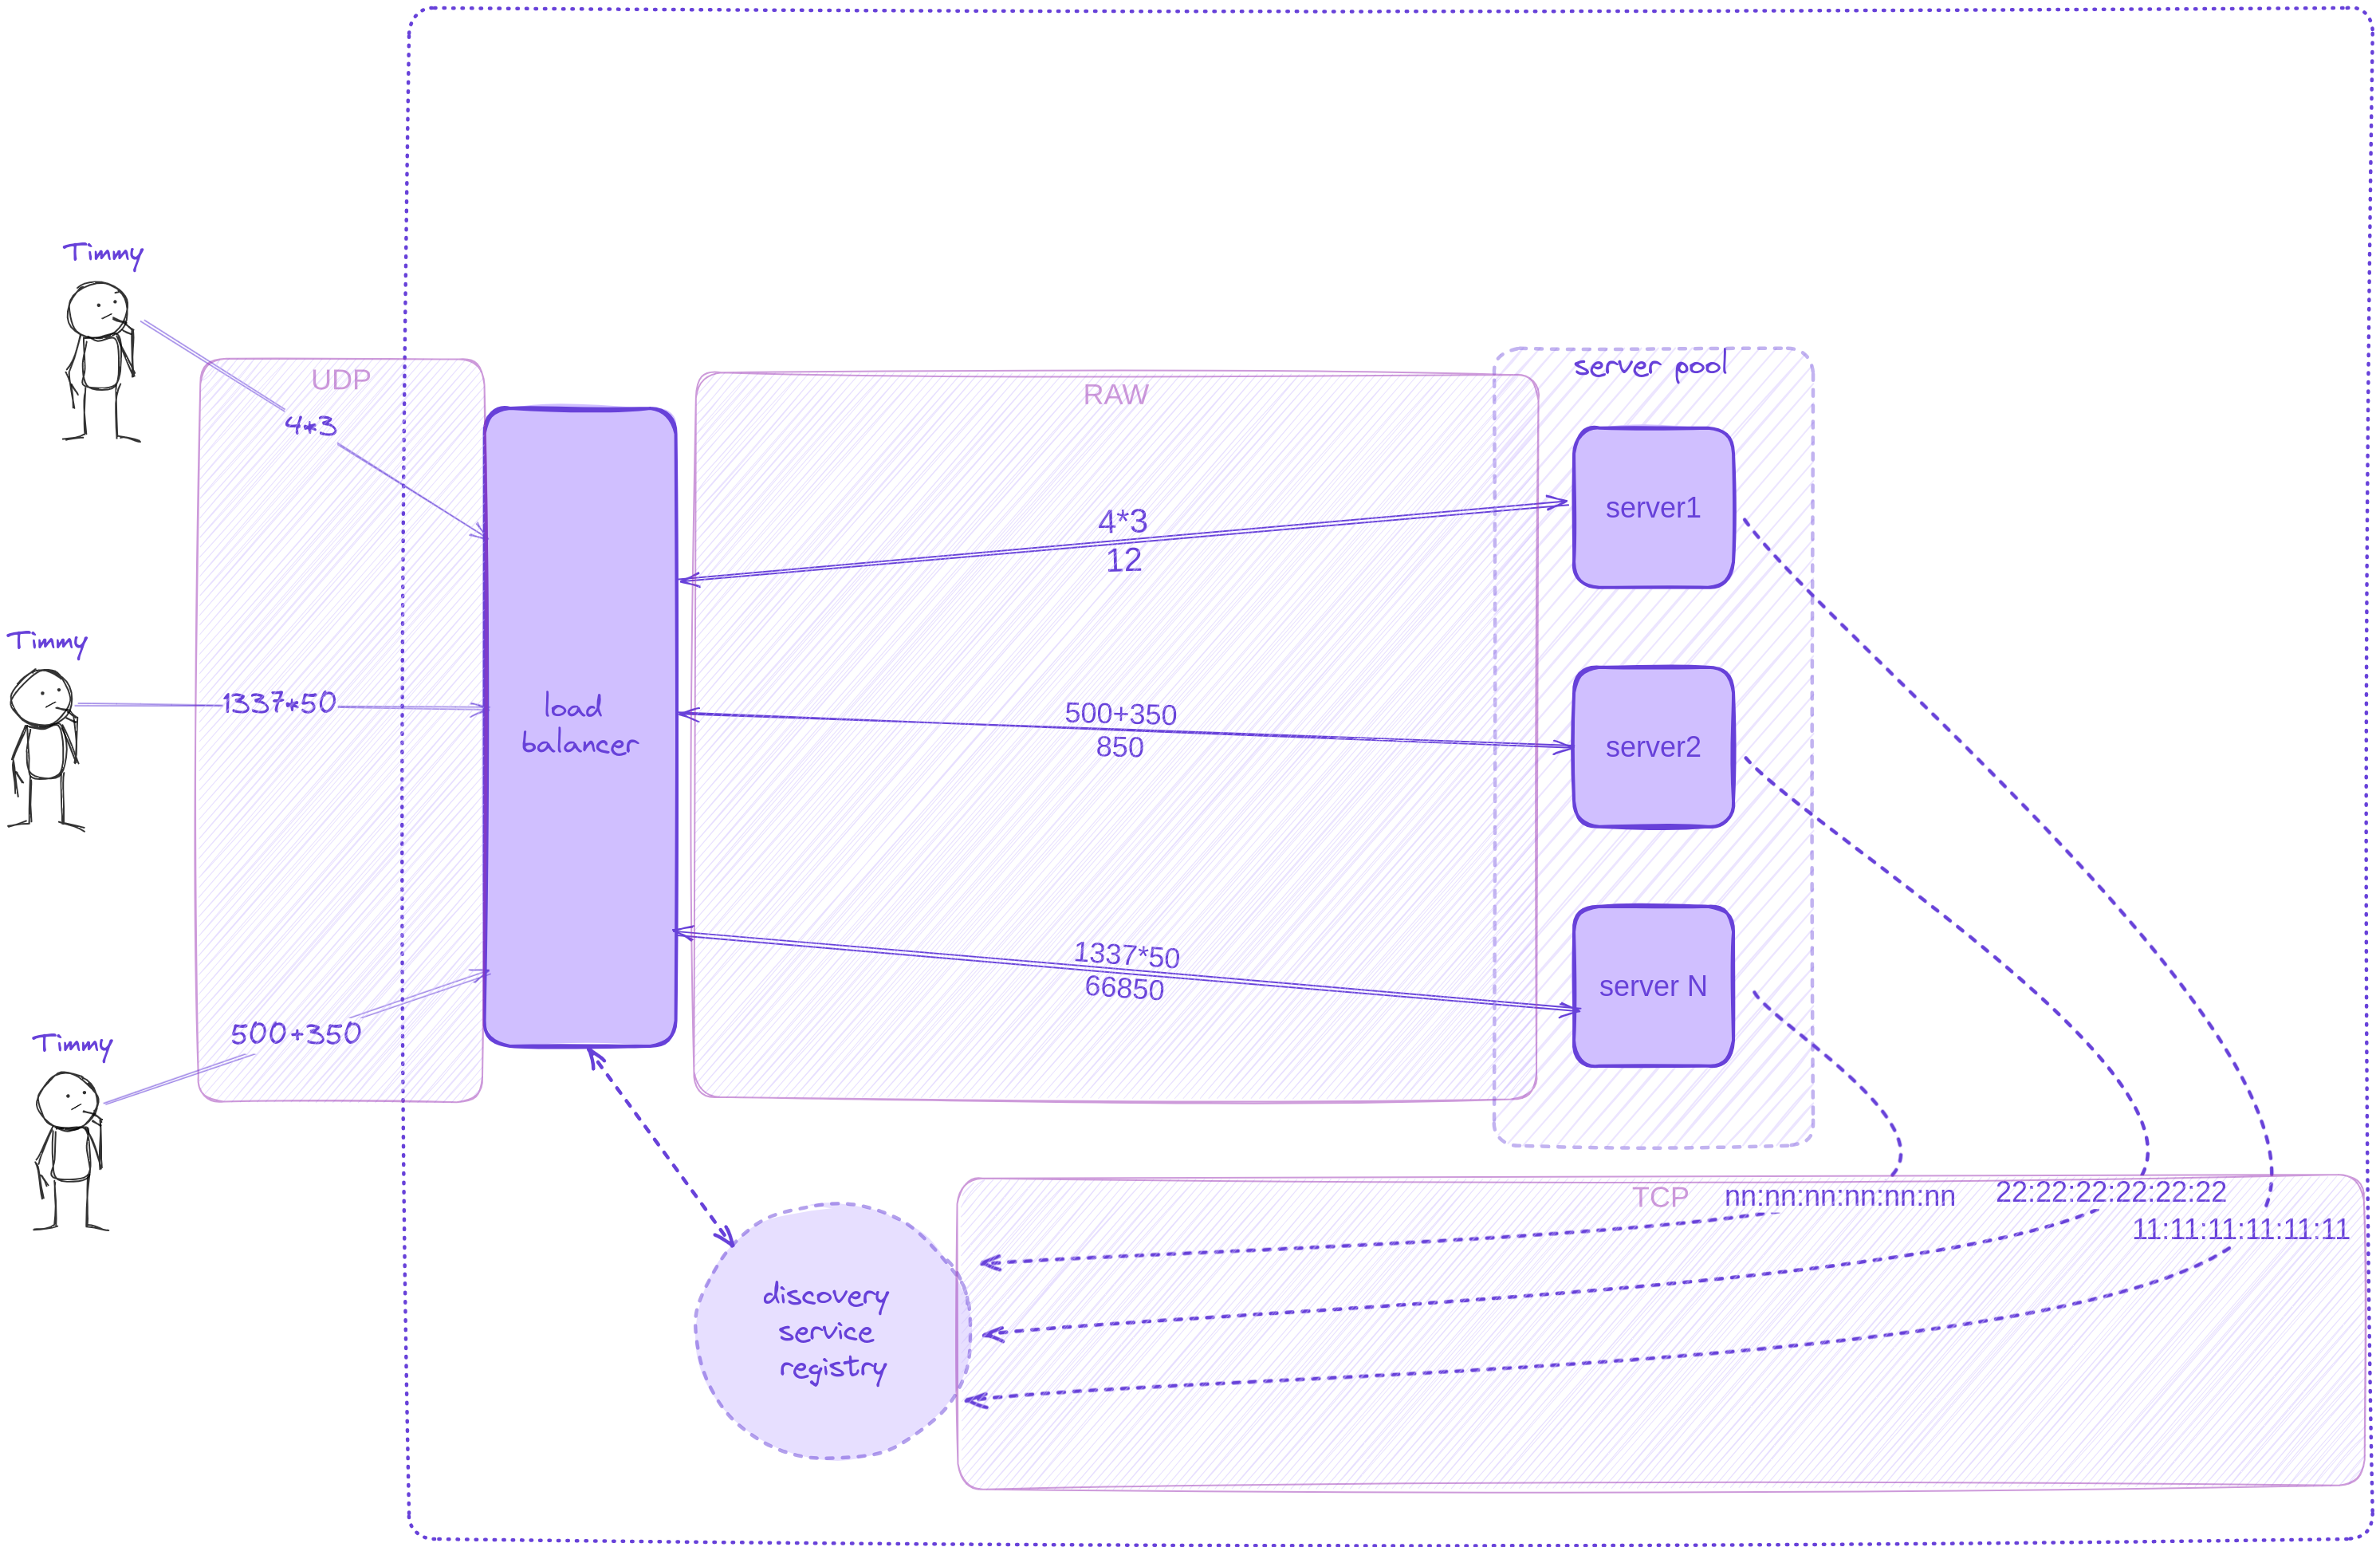 Timmy
UDP
4*3
RAW
server pool
4*3
12
server1
Timmy
1337*50
load
balancer
500+350
850
server2
1337*50
66850
server N
Timmy
500+350
TCP
nn:nn:nn:nn:nn:nn
22:22:22:22:22:22
11:11:11:11:11:11
discovery
service
registry